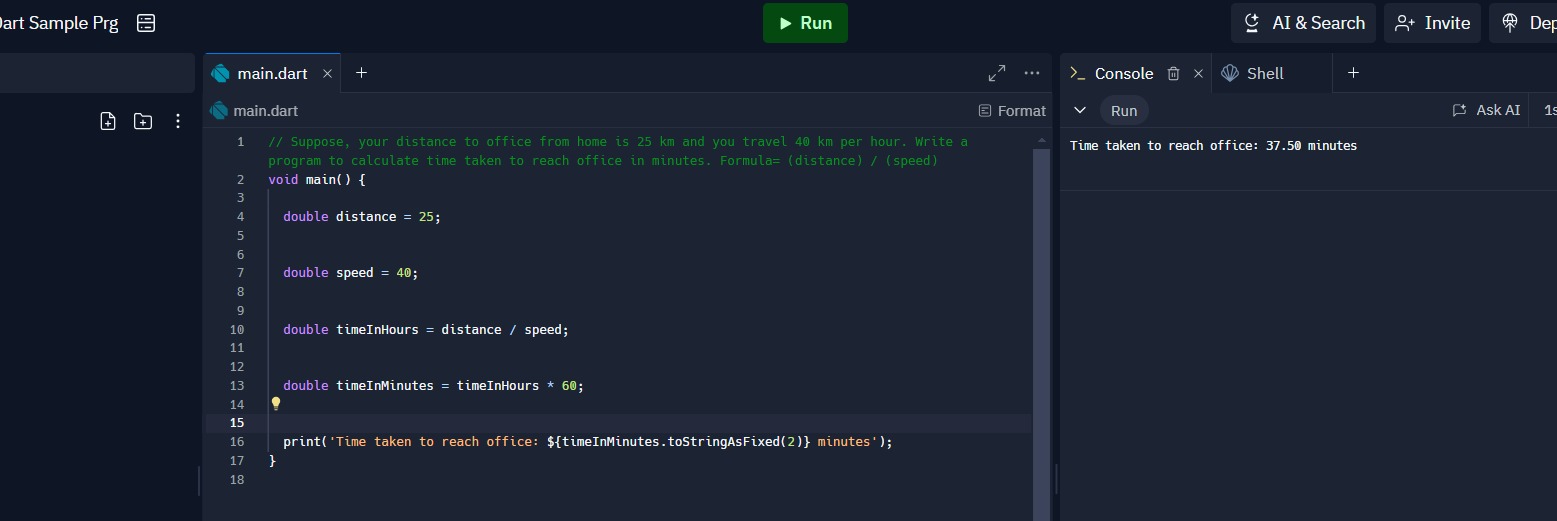 Dart Sample Prg
Run
AI & Search
Invite
Dep
main.dart
main.dart
Format
1 // Suppose, your distance to office from home is 25 km and you travel 40 km per hour. Write a
program to calculate time taken to reach office in minutes. Formula= (distance) / (speed)
2 void main() {
3
4 double distance = 25;
5
6
7 double speed = 40;
8
9
10 double timeInHours = distance / speed;
11
12
13 double timeInMinutes = timeInHours * 60;
14
15
16 print('Time taken to reach office: ${timeInMinutes.toStringAsFixed(2)} minutes');
17 }
18
Console
Shell
Run
Ask AI
1s
Time taken to reach office: 37.50 minutes